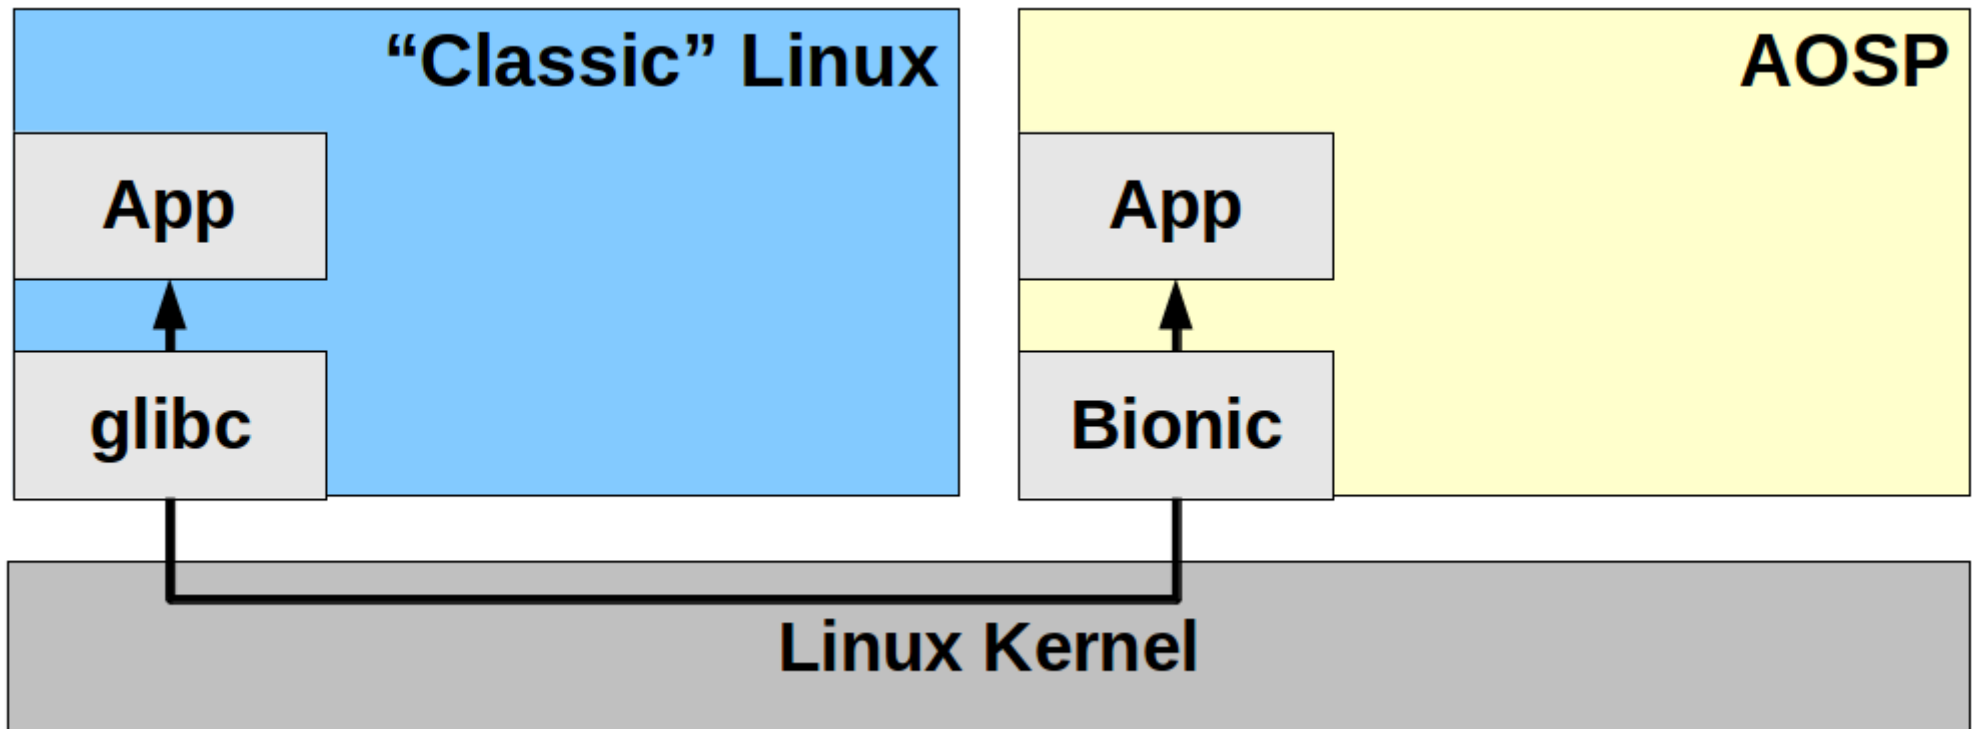 “Classic” Linux
AOSP
App
App
glibc
Bionic
Linux Kernel